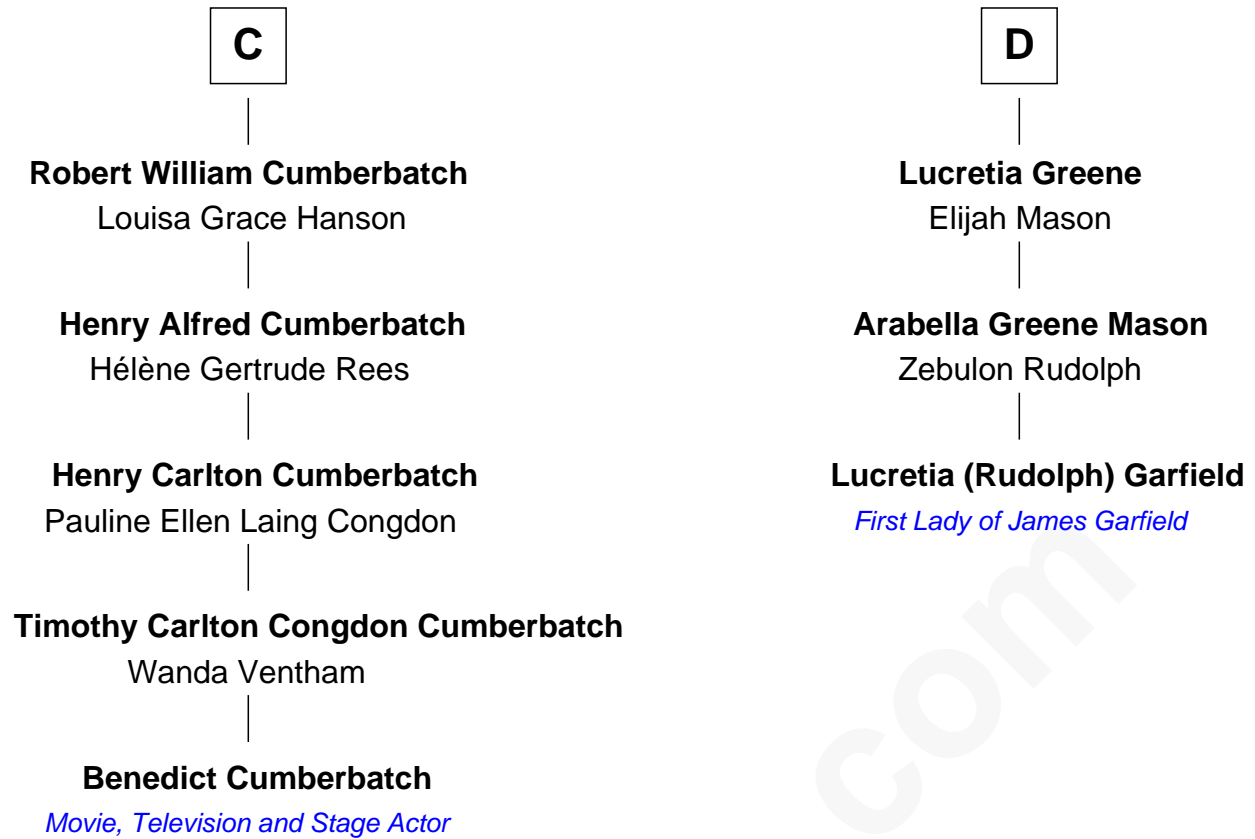 C
Robert William Cumberbatch
Louisa Grace Hanson
Henry Alfred Cumberbatch
Hélène Gertrude Rees
Henry Carlton Cumberbatch
Pauline Ellen Laing Congdon
Timothy Carlton Congdon Cumberbatch
Wanda Ventham
Benedict Cumberbatch
Movie, Television and Stage Actor
D
Lucretia Greene
Elijah Mason
Arabella Greene Mason
Zebulon Rudolph
Lucretia (Rudolph) Garfield
First Lady of James Garfield
com